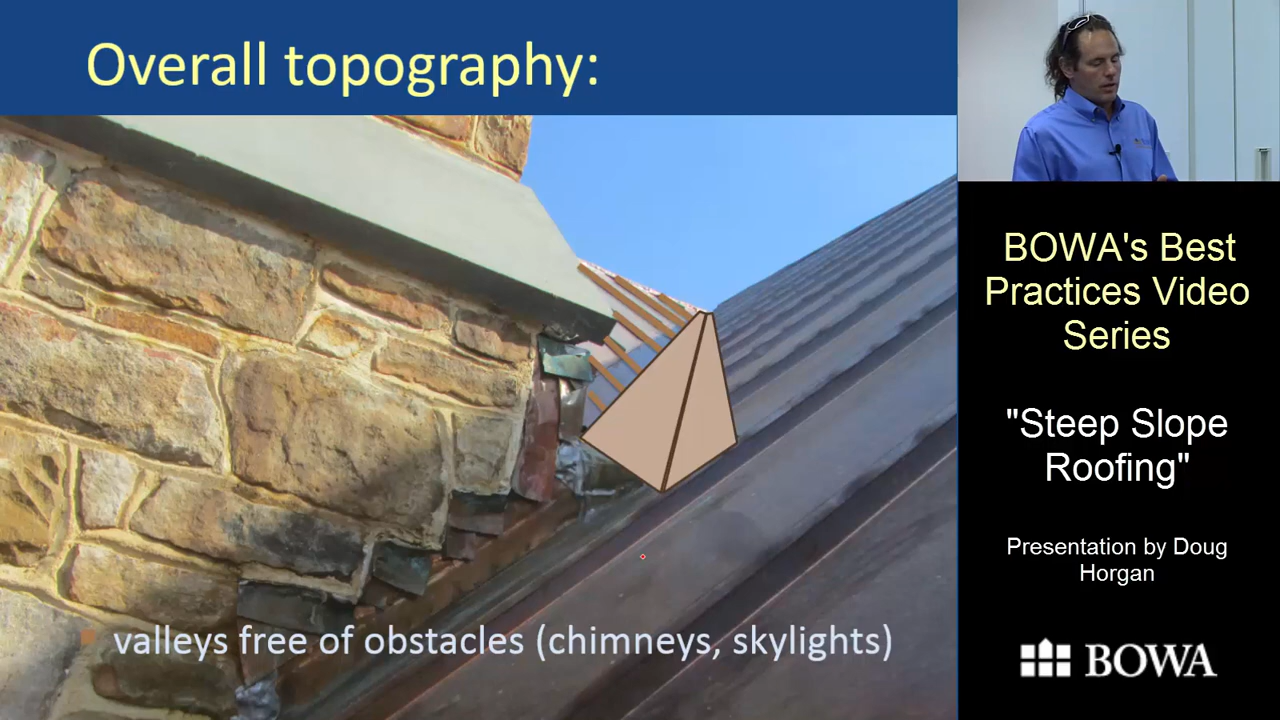 Overall topography:
valleys free of obstacles (chimneys, skylights)
BOWA's Best
Practices Video
Series
"Steep Slope
Roofing"
Presentation by Doug
Horgan
BOWA